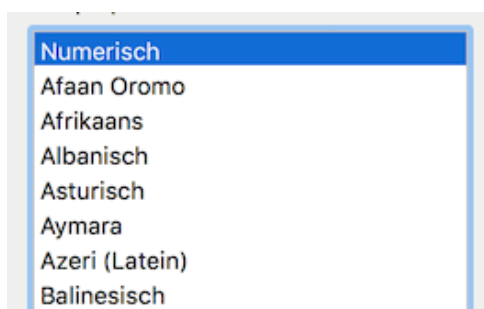 Numerisch
Afaan Oromo
Afrikaans
Albanisch
Asturisch
Aymara
Azeri (Latein)
Balinesisch